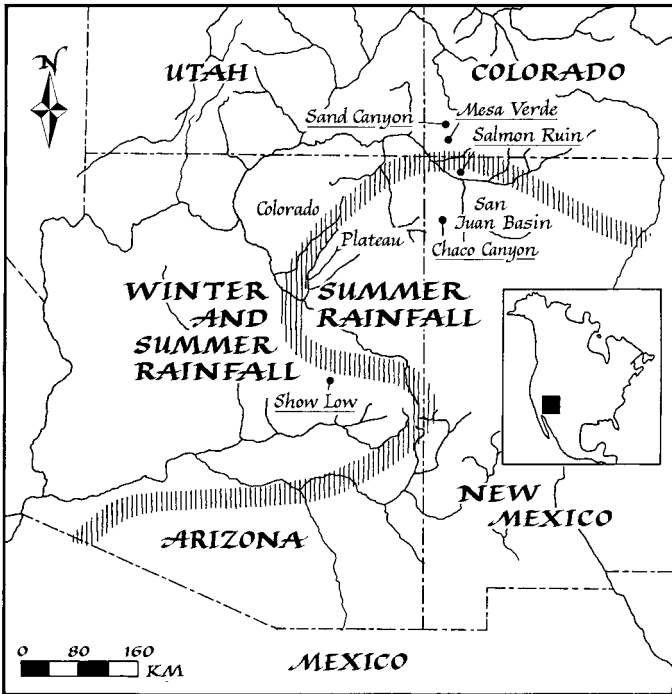 N
UTAH
COLORADO
Sand Canyon
Mesa Verde
Salmon Ruin
Colorado
Plateau
San
Juan Basin
Chaco Canyon
WINTER
AND
SUMMER
RAINFALL
SUMMER
RAINFALL
Show Low
NEW
MEXICO
ARIZONA
0 80 160
KM
MEXICO